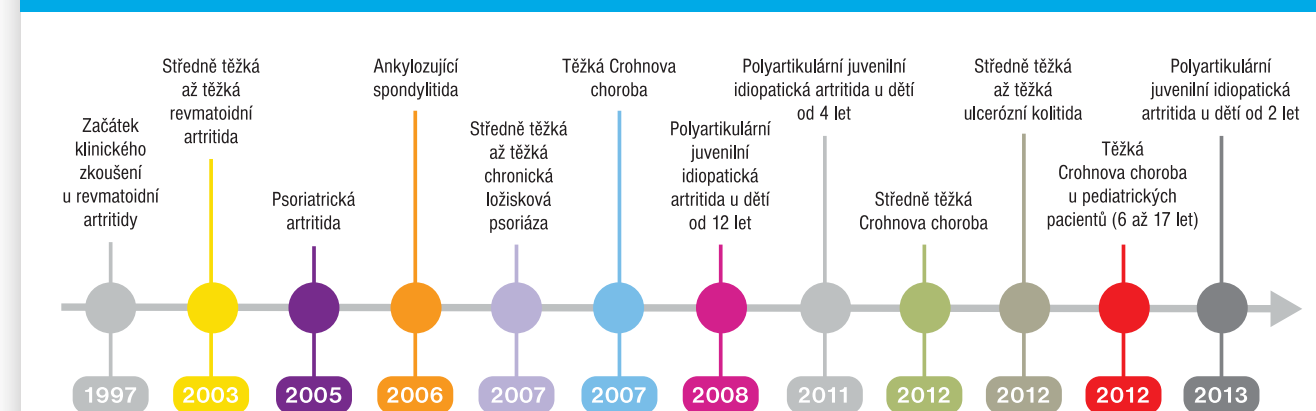 Začátek
klinického
zkoušení
u revmatoidní
artritidy
1997
Středně těžká
až těžká
revmatoidní
artritida
2003
Psoriatrická
artritida
2005
Ankylozující
spondylitida
2006
Středně těžká
až těžká
chronická
ložisková
psoriáza
2007
Těžká Crohnova
choroba
2007
Polyartikulární
juvenilní
idiopatická
artritida u dětí
od 12 let
2008
Polyartikulární juvenilní
idiopatická artritida u dětí
od 4 let
2011
Středně těžká
Crohnova choroba
2012
Středně těžká
až těžká
ulcerózní kolitida
2012
Těžká
Crohnova choroba
u pediatrických
pacientů (6 až 17 let)
2012
Polyartikulární
juvenilní idiopatická
artritida u dětí od 2 let
2013